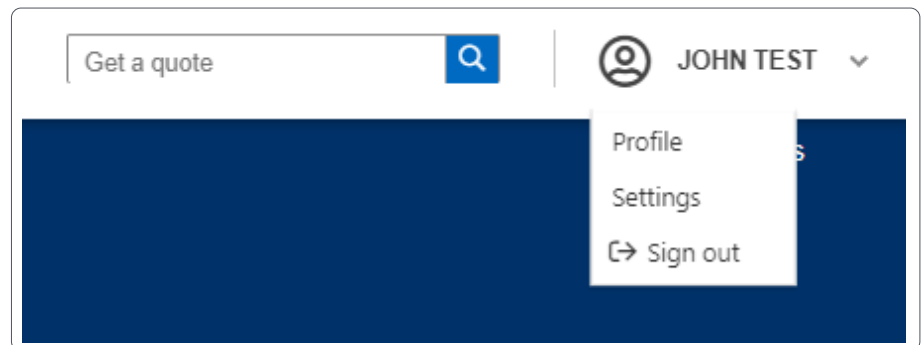 Get a quote
JOHN TEST
Profile
Settings
Sign out